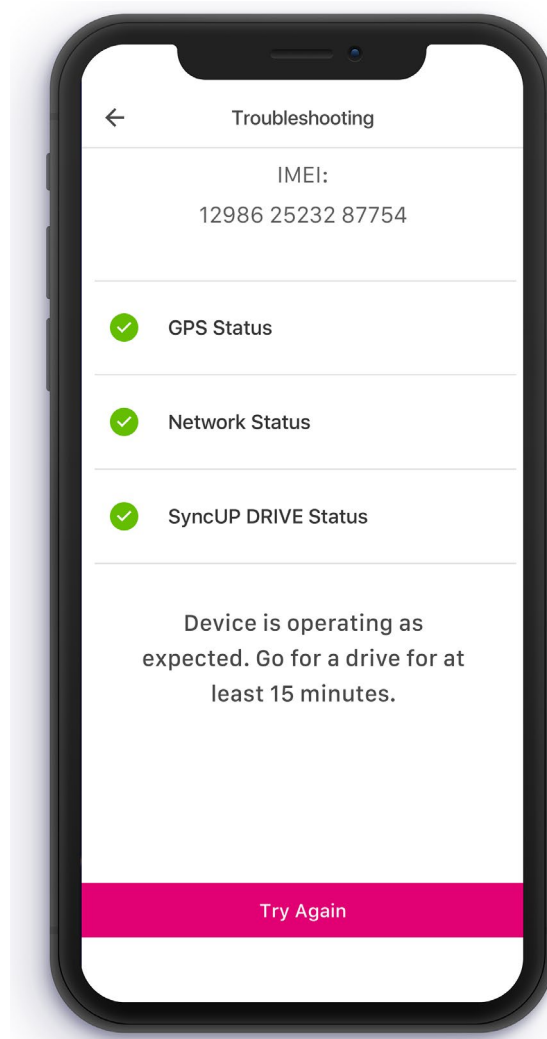 Troubleshooting
IMEI:
12986 25232 87754
GPS Status
Network Status
SyncUP DRIVE Status
Device is operating as
expected. Go for a drive for at
least 15 minutes.
Try Again